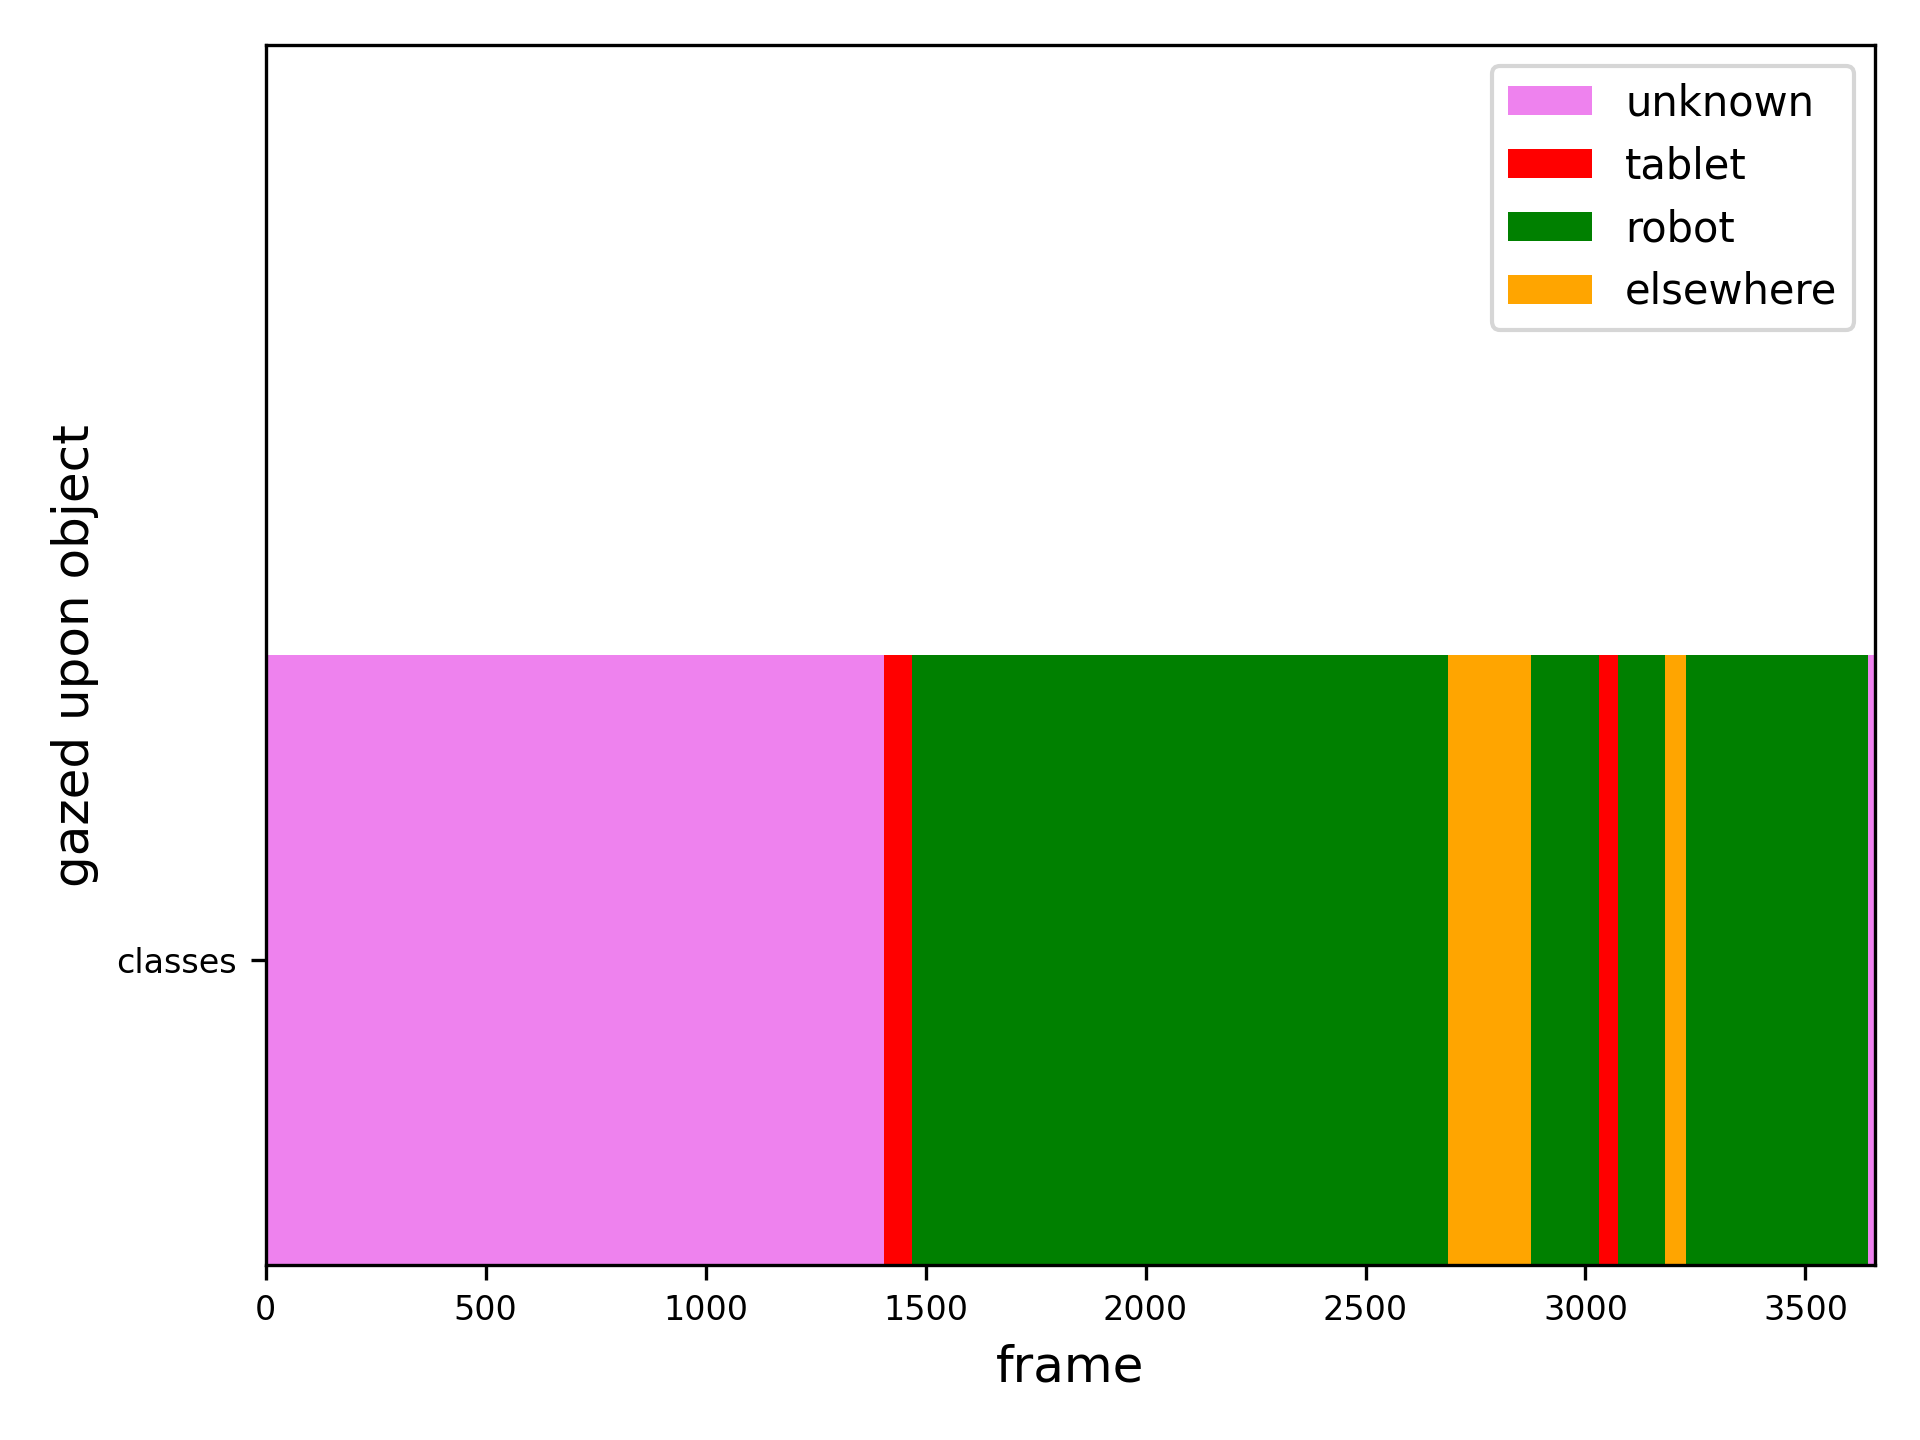 unknown
tablet
robot
elsewhere
gazed upon object
classes
0 500 1000 1500 2000 2500 3000 3500
frame